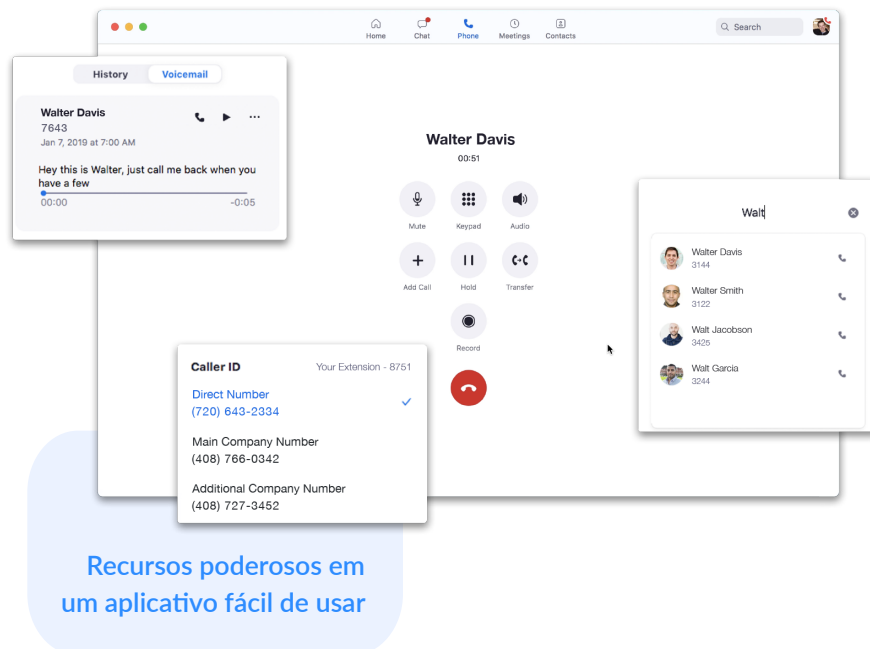 Home
Chat
Phone
Meetings
Contacts
Search
History
Voicemail
Walter Davis
7643
Jan 7, 2019 at 7:00 AM
Hey this is Walter, just call me back when you
have a few
00:00
-0:05
Walter Davis
00:51
Mute
Keypad
Audio
Add Call
Hold
Transfer
Record
Walt
Walter Davis
3144
Walter Smith
3122
Walt Jacobson
3425
Walt Garcia
3244
Caller ID
Your Extension - 8751
Direct Number
(720) 643-2334
Main Company Number
(408) 766-0342
Additional Company Number
(408) 727-3452
Recursos poderosos em
um aplicativo fácil de usar